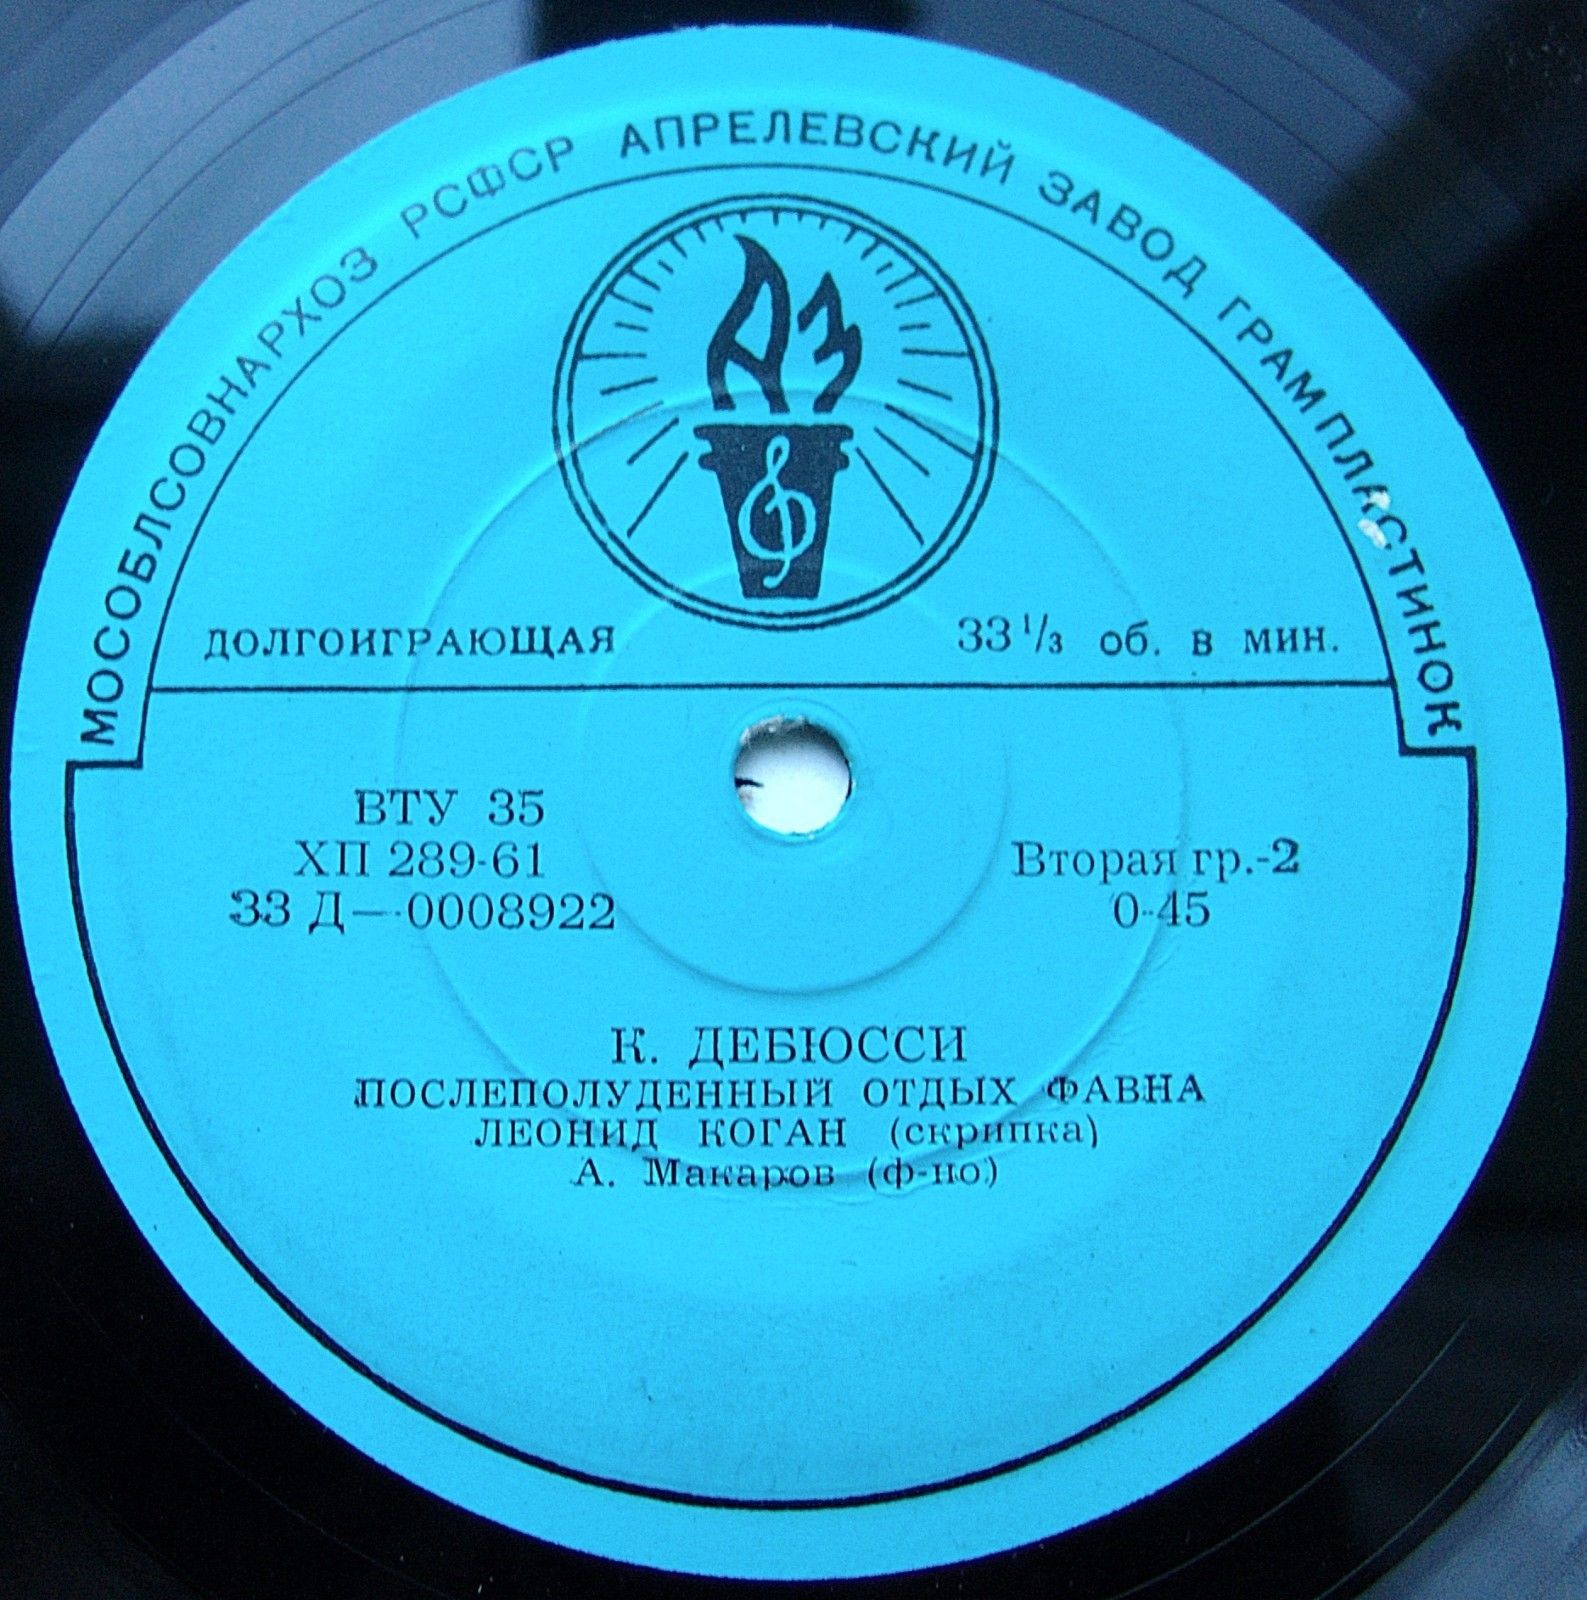 МОСОБЛСОВНАРХОЗ РСФСР АПРЕЛЕВСКИЙ ЗАВОД ГРАМПЛАСТИНОК
АЗ
ДОЛГОИГРАЮЩАЯ 33 1/3 об. в мин.
ВТУ 35
ХП 289-61 Вторая гр.-2
33 Д—0008922 0-45
К. ДЕБЮССИ
ПОСЛЕПОЛУДЕННЫЙ ОТДЫХ ФАВНА
ЛЕОНИД КОГАН (скрипка)
А. Макаров (ф-но)